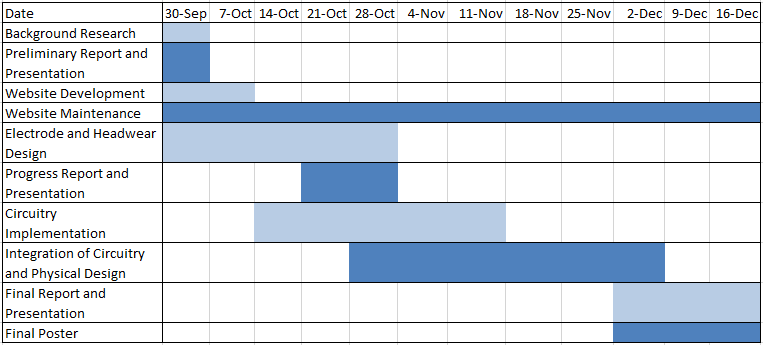 Date 30-Sep 7-Oct 14-Oct 21-Oct 28-Oct 4-Nov 11-Nov 18-Nov 25-Nov 2-Dec 9-Dec 16-Dec
Background Research
Preliminary Report and
Presentation
Website Development
Website Maintenance
Electrode and Headwear
Design
Progress Report and
Presentation
Circuitry
Implementation
Integration of Circuitry
and Physical Design
Final Report and
Presentation
Final Poster